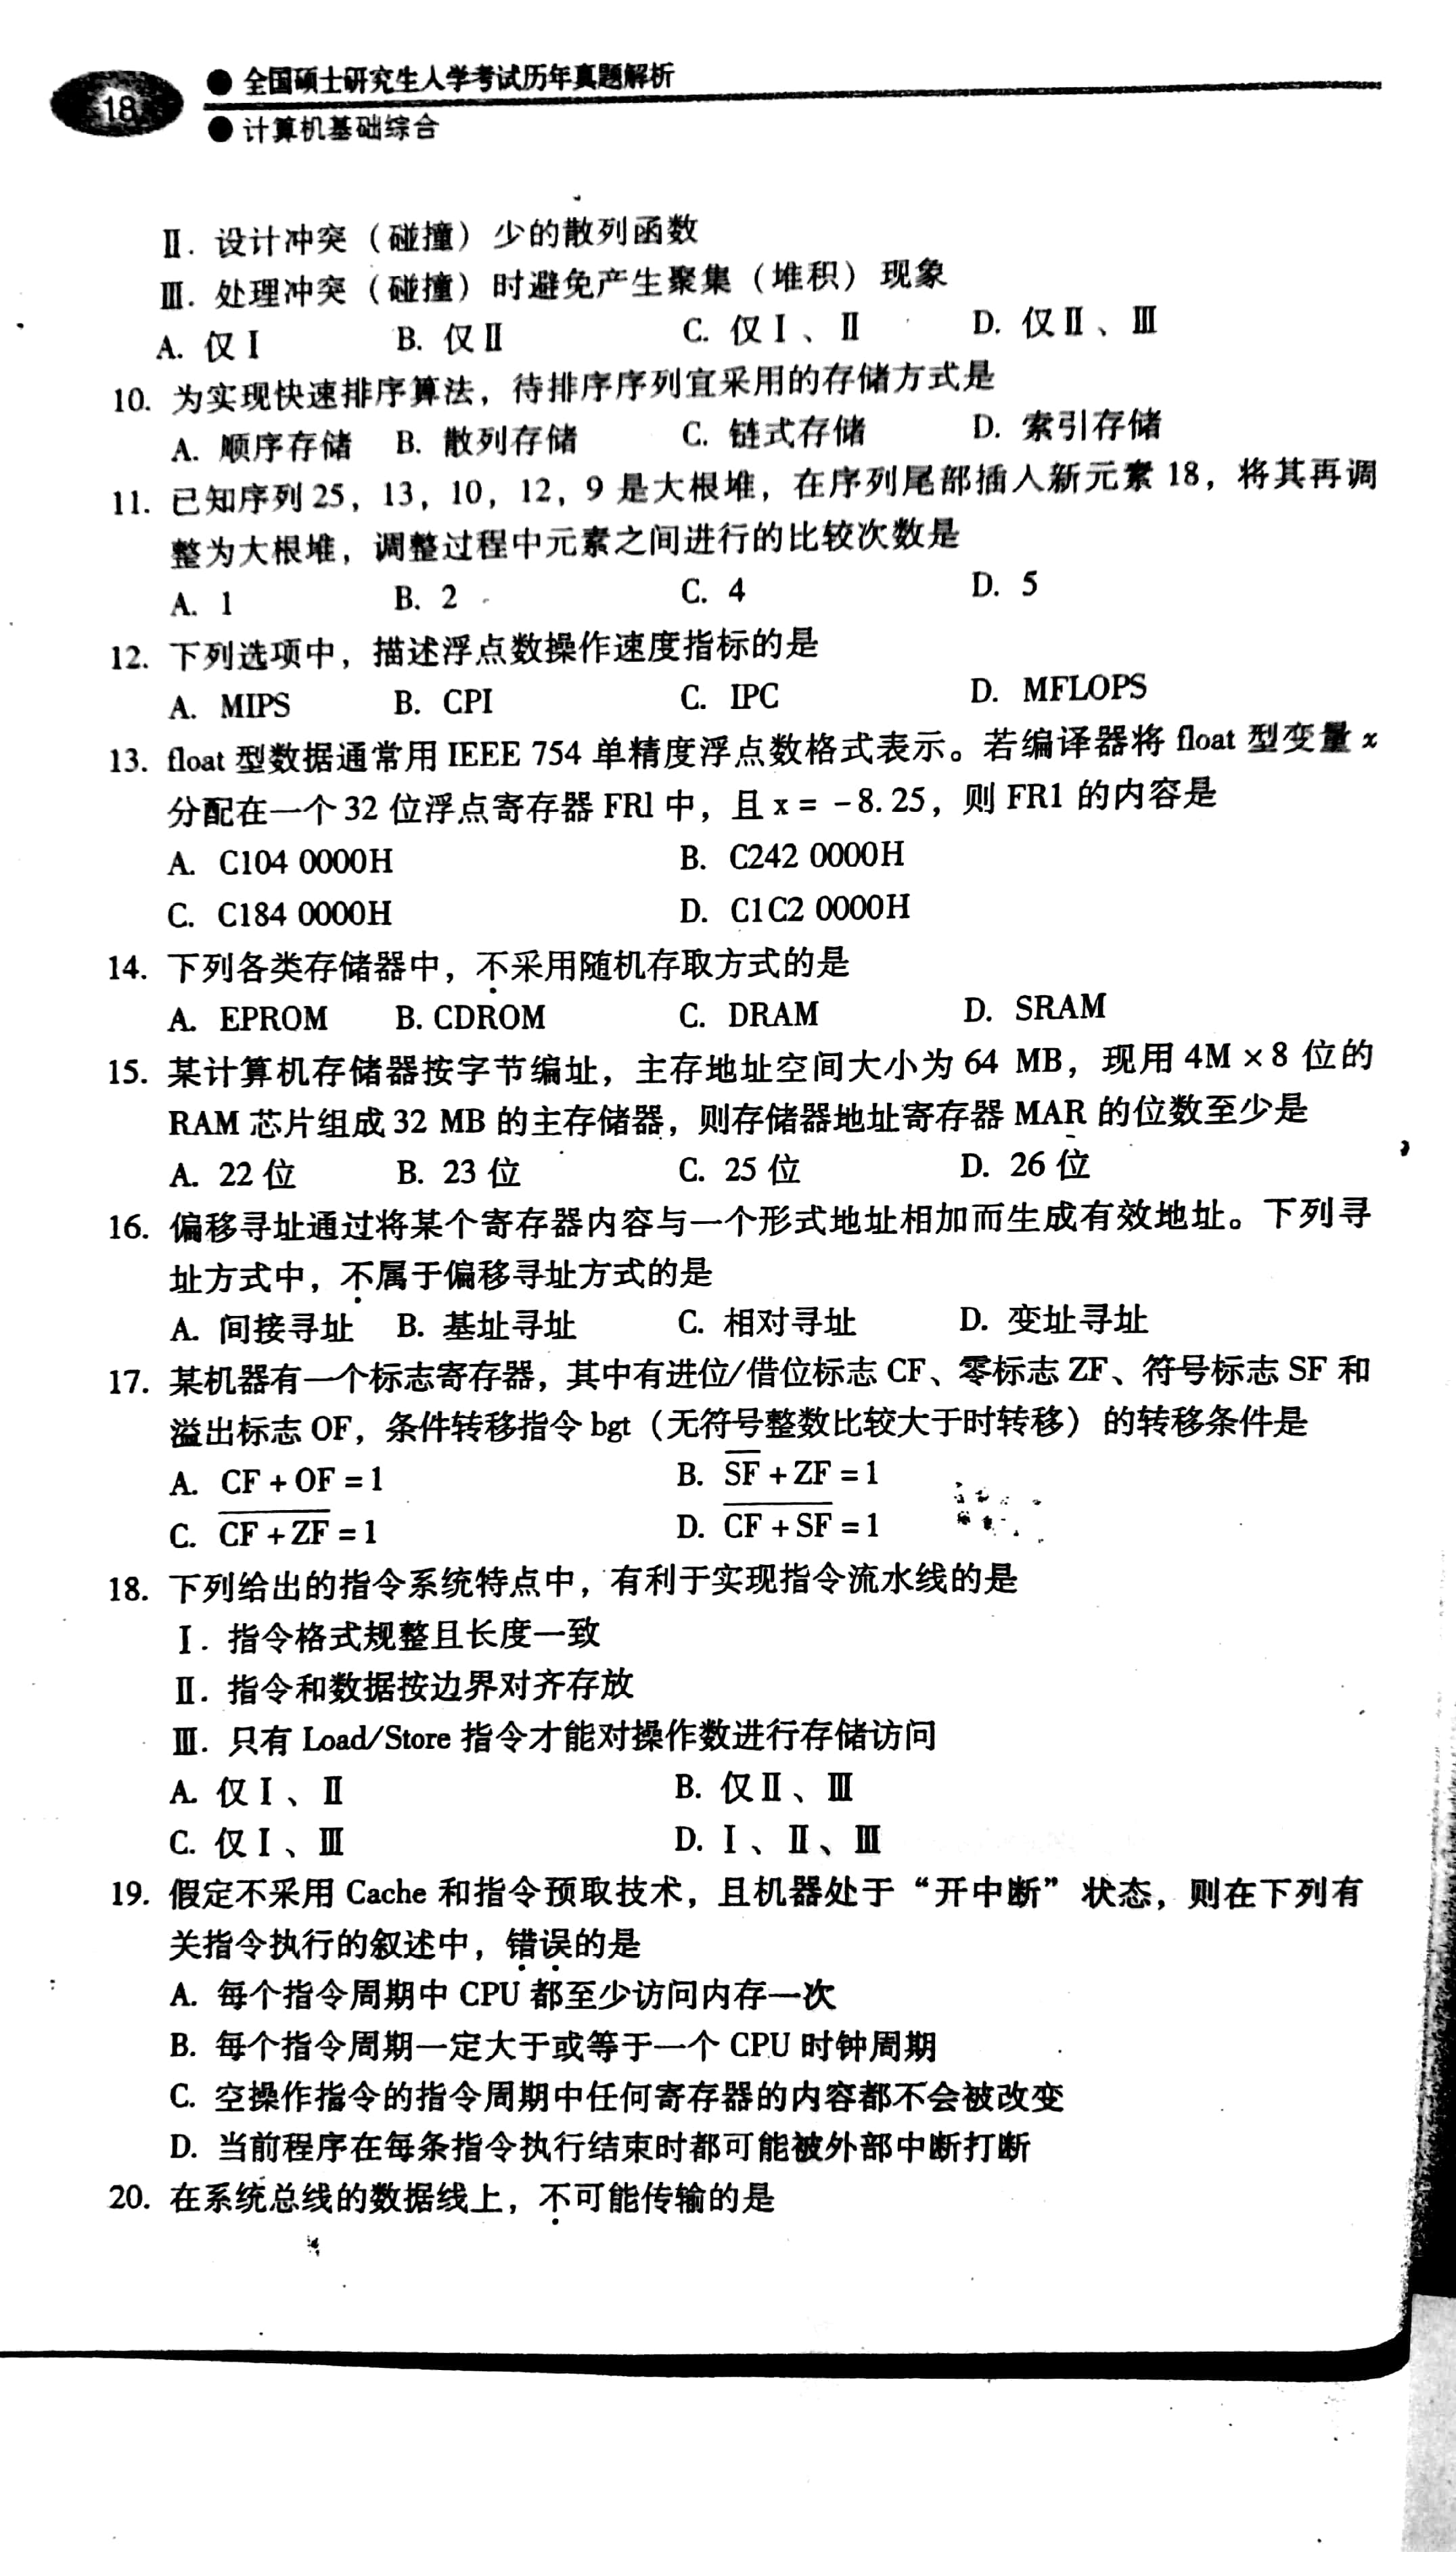 18
● 全国硕士研究生入学考试历年真题解析
● 计算机基础综合
Ⅱ. 设计冲突（碰撞）少的散列函数
Ⅲ. 处理冲突（碰撞）时避免产生聚集（堆积）现象
A. 仅Ⅰ B. 仅Ⅱ C. 仅Ⅰ、Ⅱ D. 仅Ⅱ、Ⅲ
10. 为实现快速排序算法，待排序序列宜采用的存储方式是
A. 顺序存储 B. 散列存储 C. 链式存储 D. 索引存储
11. 已知序列 25，13，10，12，9 是大根堆，在序列尾部插入新元素 18，将其再调
整为大根堆，调整过程中元素之间进行的比较次数是
A. 1 B. 2 C. 4 D. 5
12. 下列选项中，描述浮点数操作速度指标的是
A. MIPS B. CPI C. IPC D. MFLOPS
13. float 型数据通常用 IEEE 754 单精度浮点数格式表示。若编译器将 float 型变量 x
分配在一个 32 位浮点寄存器 FR1 中，且 x = －8.25，则 FR1 的内容是
A. C104 0000H B. C242 0000H
C. C184 0000H D. C1C2 0000H
14. 下列各类存储器中，不采用随机存取方式的是
A. EPROM B. CDROM C. DRAM D. SRAM
15. 某计算机存储器按字节编址，主存地址空间大小为 64 MB，现用 4M×8 位的
RAM 芯片组成 32 MB 的主存储器，则存储器地址寄存器 MAR 的位数至少是
A. 22 位 B. 23 位 C. 25 位 D. 26 位
16. 偏移寻址通过将某个寄存器内容与一个形式地址相加而生成有效地址。下列寻
址方式中，不属于偏移寻址方式的是
A. 间接寻址 B. 基址寻址 C. 相对寻址 D. 变址寻址
17. 某机器有一个标志寄存器，其中有进位/借位标志 CF、零标志 ZF、符号标志 SF 和
溢出标志 OF，条件转移指令 bgt（无符号整数比较大于时转移）的转移条件是
A. CF + OF = 1 B. S̅F̅ + ZF = 1
C. C̅F̅ ̅+̅ ̅Z̅F̅ = 1 D. C̅F̅ ̅+̅ ̅S̅F̅ = 1
18. 下列给出的指令系统特点中，有利于实现指令流水线的是
Ⅰ. 指令格式规整且长度一致
Ⅱ. 指令和数据按边界对齐存放
Ⅲ. 只有 Load/Store 指令才能对操作数进行存储访问
A. 仅Ⅰ、Ⅱ B. 仅Ⅱ、Ⅲ
C. 仅Ⅰ、Ⅲ D. Ⅰ、Ⅱ、Ⅲ
19. 假定不采用 Cache 和指令预取技术，且机器处于“开中断”状态，则在下列有
关指令执行的叙述中，错误的是
A. 每个指令周期中 CPU 都至少访问内存一次
B. 每个指令周期一定大于或等于一个 CPU 时钟周期
C. 空操作指令的指令周期中任何寄存器的内容都不会被改变
D. 当前程序在每条指令执行结束时都可能被外部中断打断
20. 在系统总线的数据线上，不可能传输的是